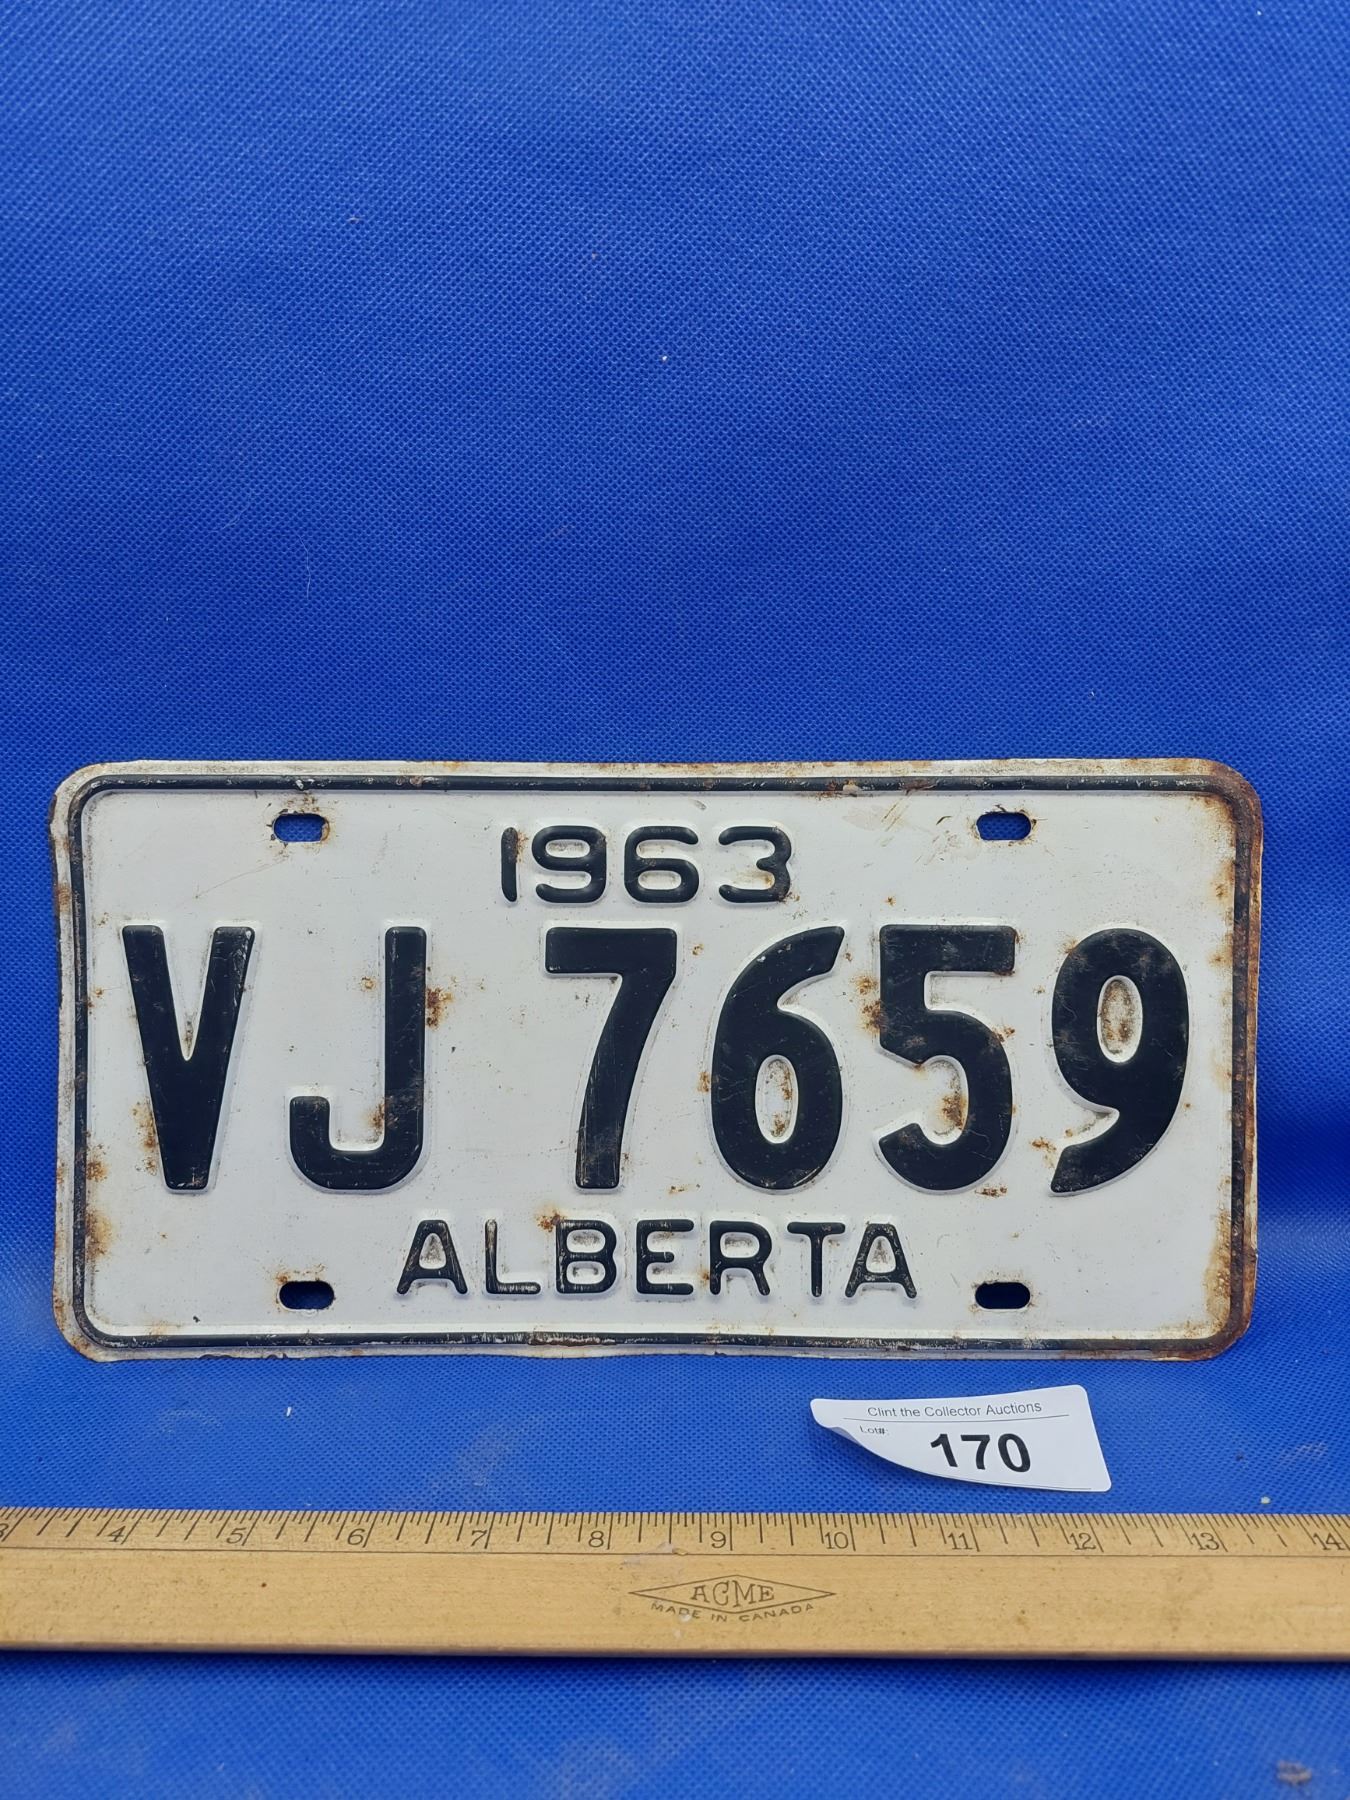 1963
VJ 7659
ALBERTA
Clint the Collector Auctions
Lot#:
170
3 4 5 6 7 8 9 10 11 12 13 14
ACME
MADE IN CANADA